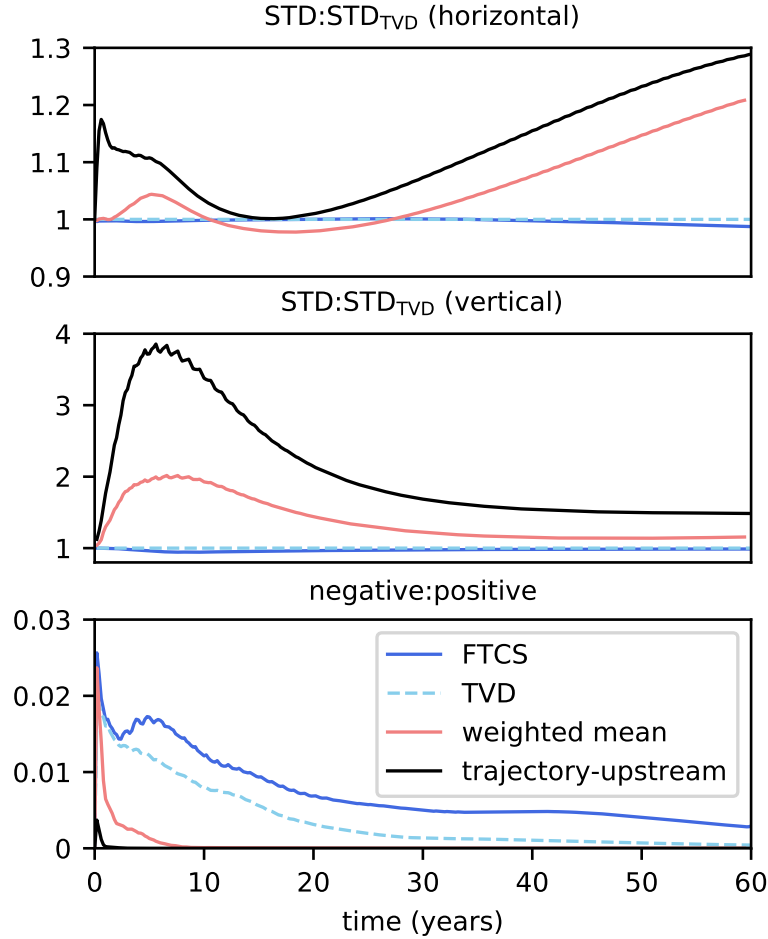 STD:STD_TVD (horizontal)
1.3
1.2
1.1
1
0.9
STD:STD_TVD (vertical)
4
3
2
1
negative:positive
0.03
0.02
0.01
0
FTCS
TVD
weighted mean
trajectory-upstream
0 10 20 30 40 50 60
time (years)